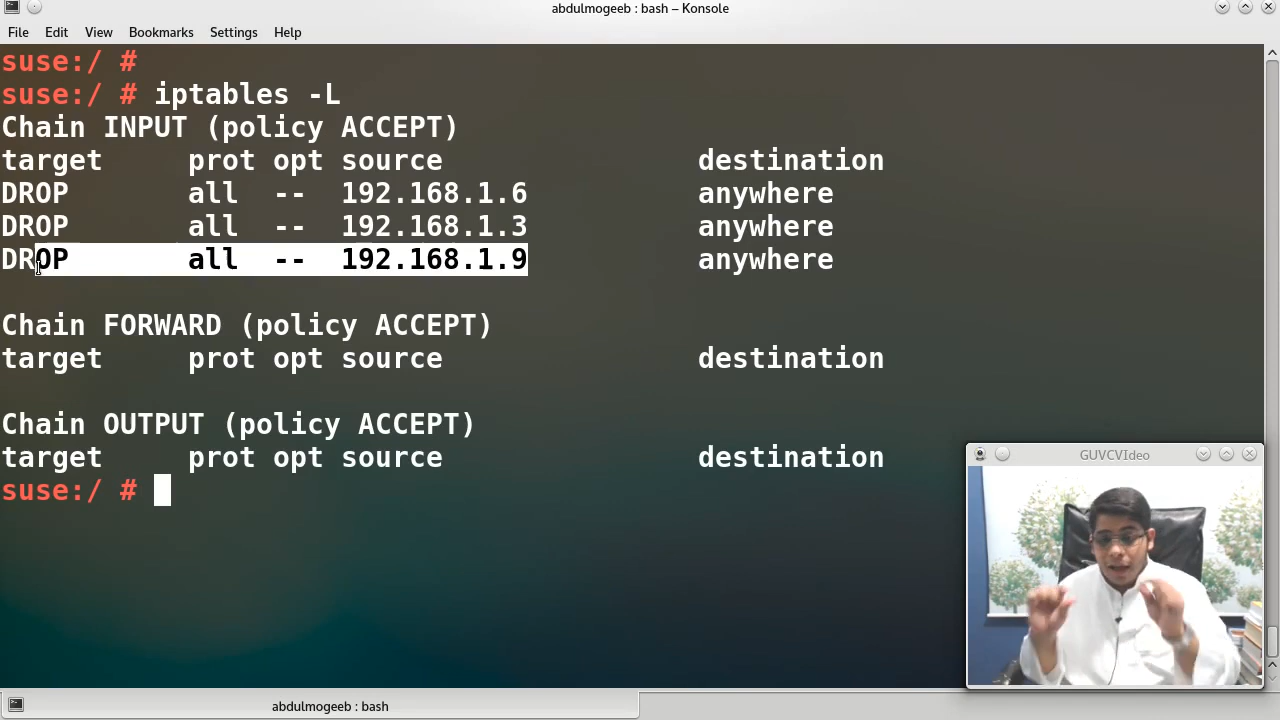 abdulmogeeb : bash – Konsole
File Edit View Bookmarks Settings Help
suse:/ #
suse:/ # iptables -L
Chain INPUT (policy ACCEPT)
target prot opt source destination
DROP all -- 192.168.1.6 anywhere
DROP all -- 192.168.1.3 anywhere
DROP all -- 192.168.1.9 anywhere
Chain FORWARD (policy ACCEPT)
target prot opt source destination
Chain OUTPUT (policy ACCEPT)
target prot opt source destination
suse:/ #
GUVCVIdeo
abdulmogeeb : bash